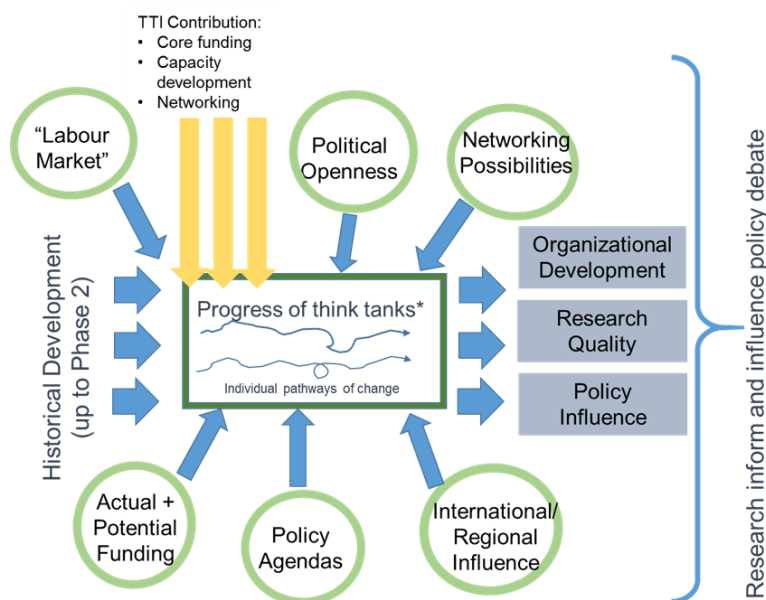 TTI Contribution:
• Core funding
• Capacity
development
• Networking
“Labour
Market”
Political
Openness
Networking
Possibilities
Historical Development
(up to Phase 2)
Progress of think tanks*
Individual pathways of change
Organizational
Development
Research
Quality
Policy
Influence
Actual +
Potential
Funding
Policy
Agendas
International/
Regional
Influence
Research inform and influence policy debate